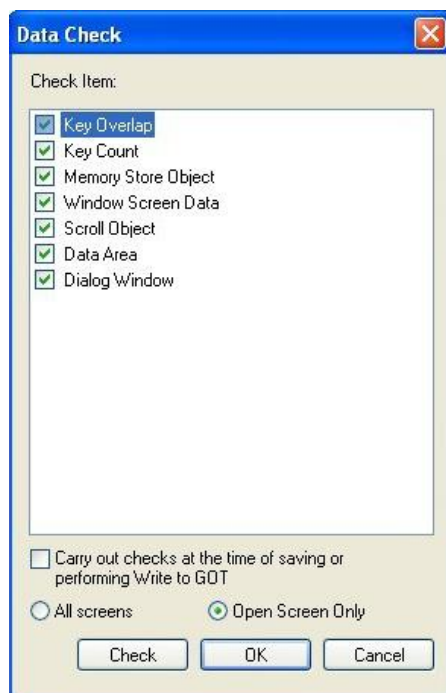 Data Check
Check Item:
Key Overlap
Key Count
Memory Store Object
Window Screen Data
Scroll Object
Data Area
Dialog Window
Carry out checks at the time of saving or
performing Write to GOT
All screens
Open Screen Only
Check
OK
Cancel